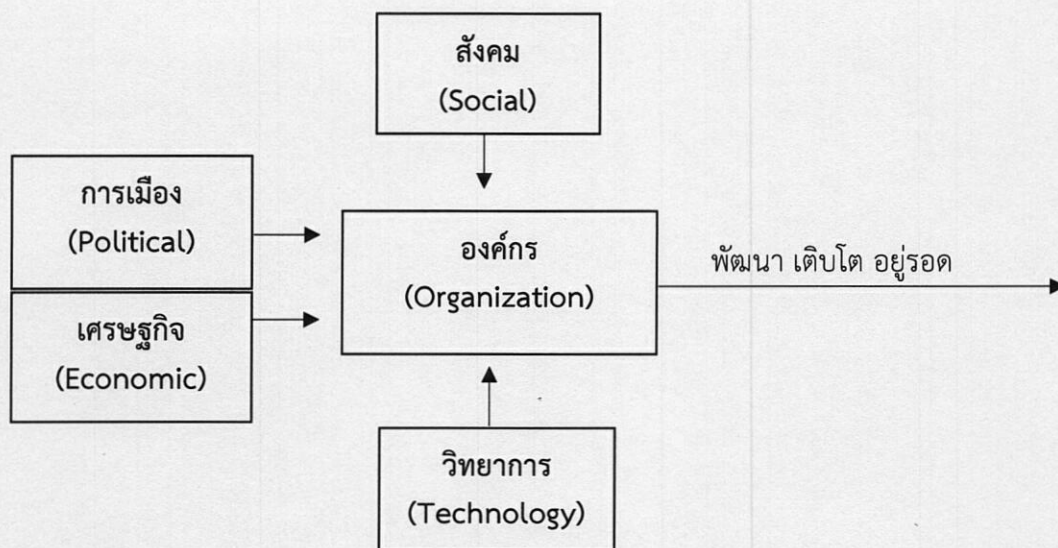 สังคม
(Social)
การเมือง
(Political)
องค์กร
(Organization)
พัฒนา เติบโต อยู่รอด
เศรษฐกิจ
(Economic)
วิทยาการ
(Technology)